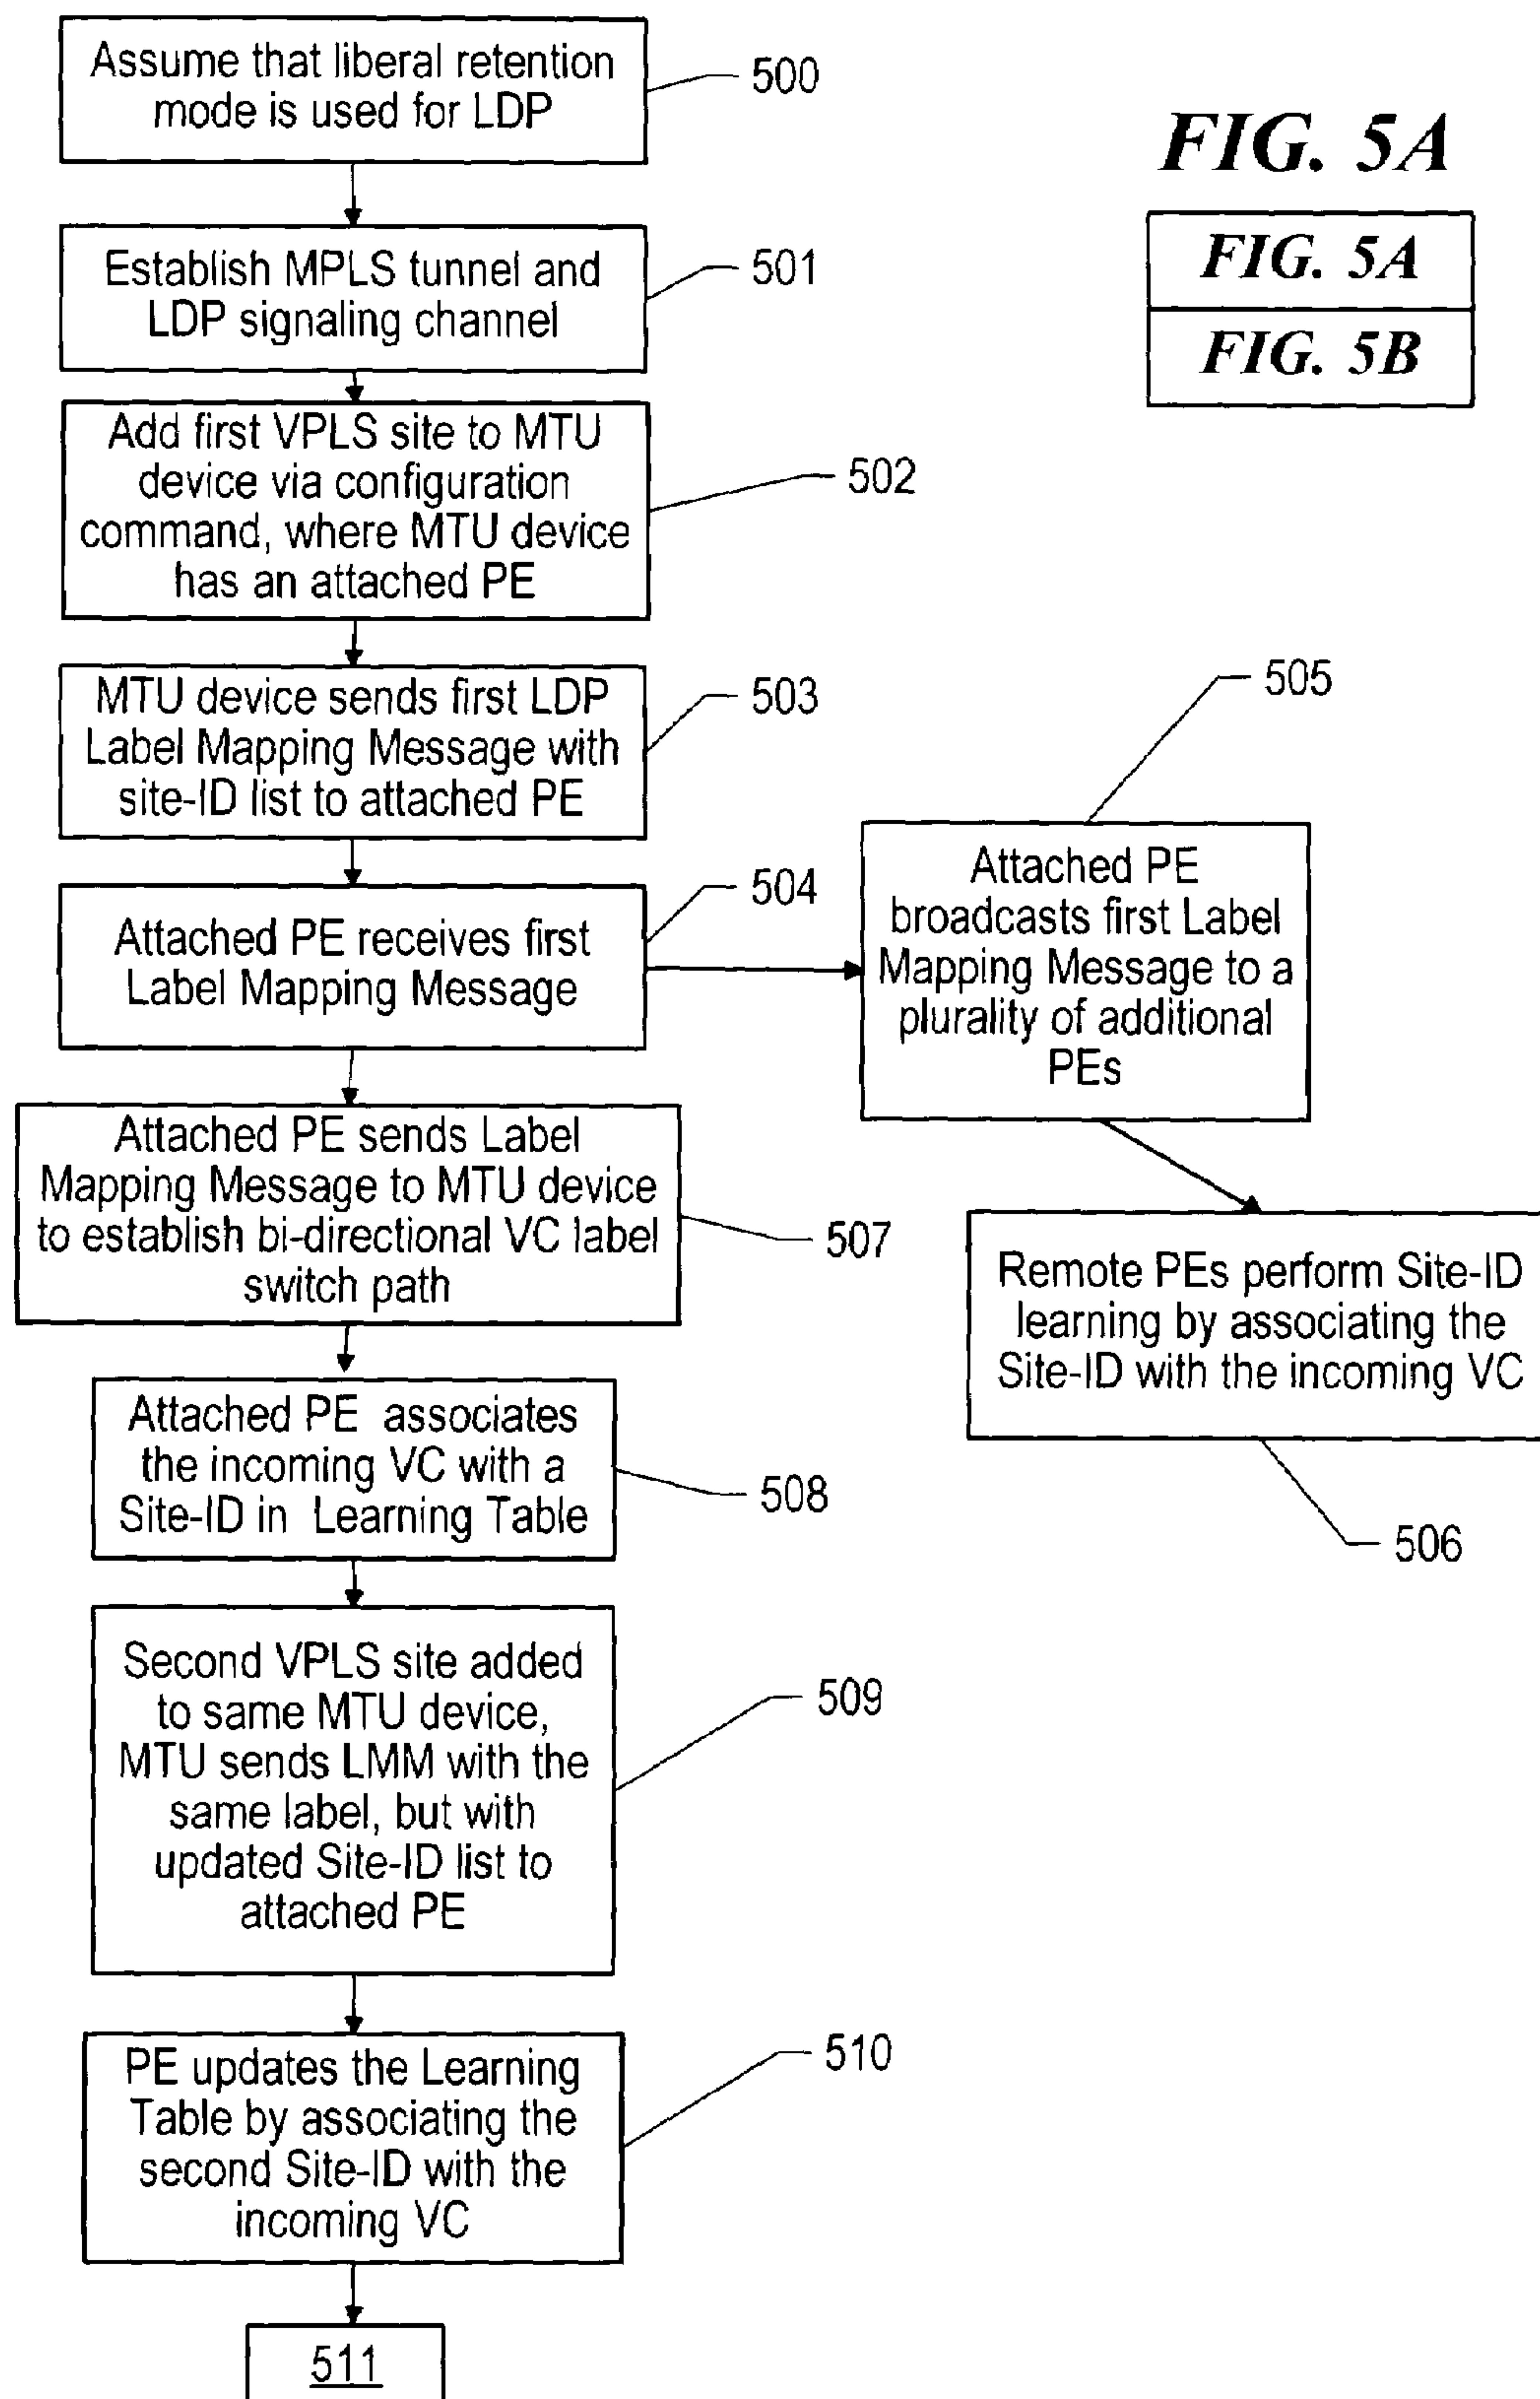 Assume that liberal retention
mode is used for LDP
500
FIG. 5A
FIG. 5A
FIG. 5B
Establish MPLS tunnel and
LDP signaling channel
501
Add first VPLS site to MTU
device via configuration
command, where MTU device
has an attached PE
502
MTU device sends first LDP
Label Mapping Message with
site-ID list to attached PE
503
Attached PE receives first
Label Mapping Message
504
505
Attached PE
broadcasts first Label
Mapping Message to a
plurality of additional
PEs
Remote PEs perform Site-ID
learning by associating the
Site-ID with the incoming VC
506
Attached PE sends Label
Mapping Message to MTU device
to establish bi-directional VC label
switch path
507
Attached PE associates
the incoming VC with a
Site-ID in Learning Table
508
Second VPLS site added
to same MTU device,
MTU sends LMM with the
same label, but with
updated Site-ID list to
attached PE
509
PE updates the Learning
Table by associating the
second Site-ID with the
incoming VC
510
511